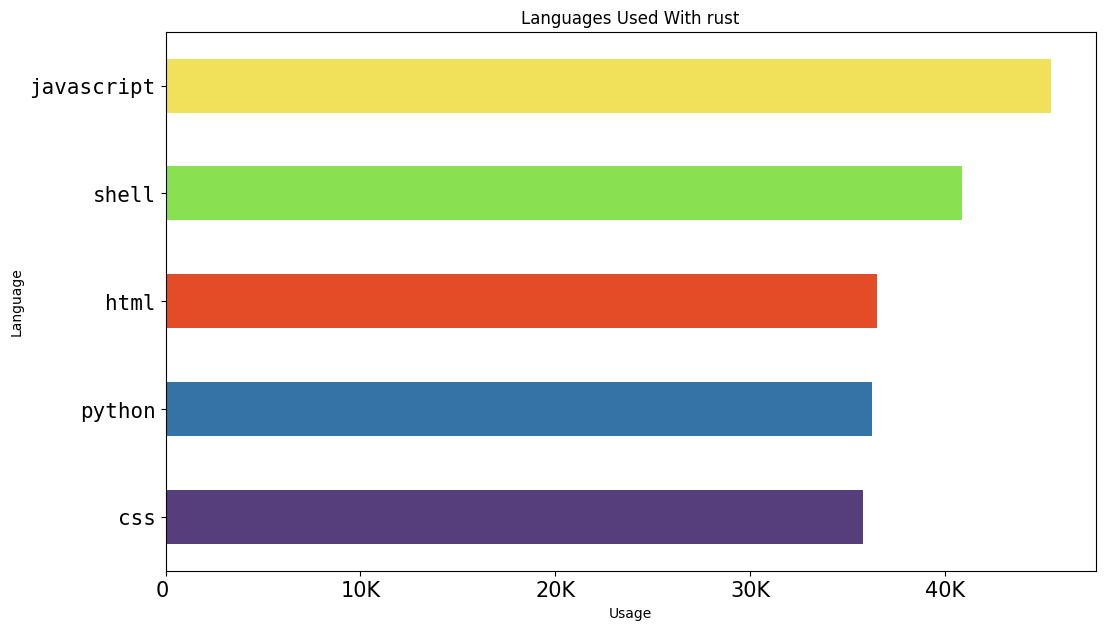 Languages Used With rust
javascript
shell
html
python
css
Language
0 10K 20K 30K 40K
Usage